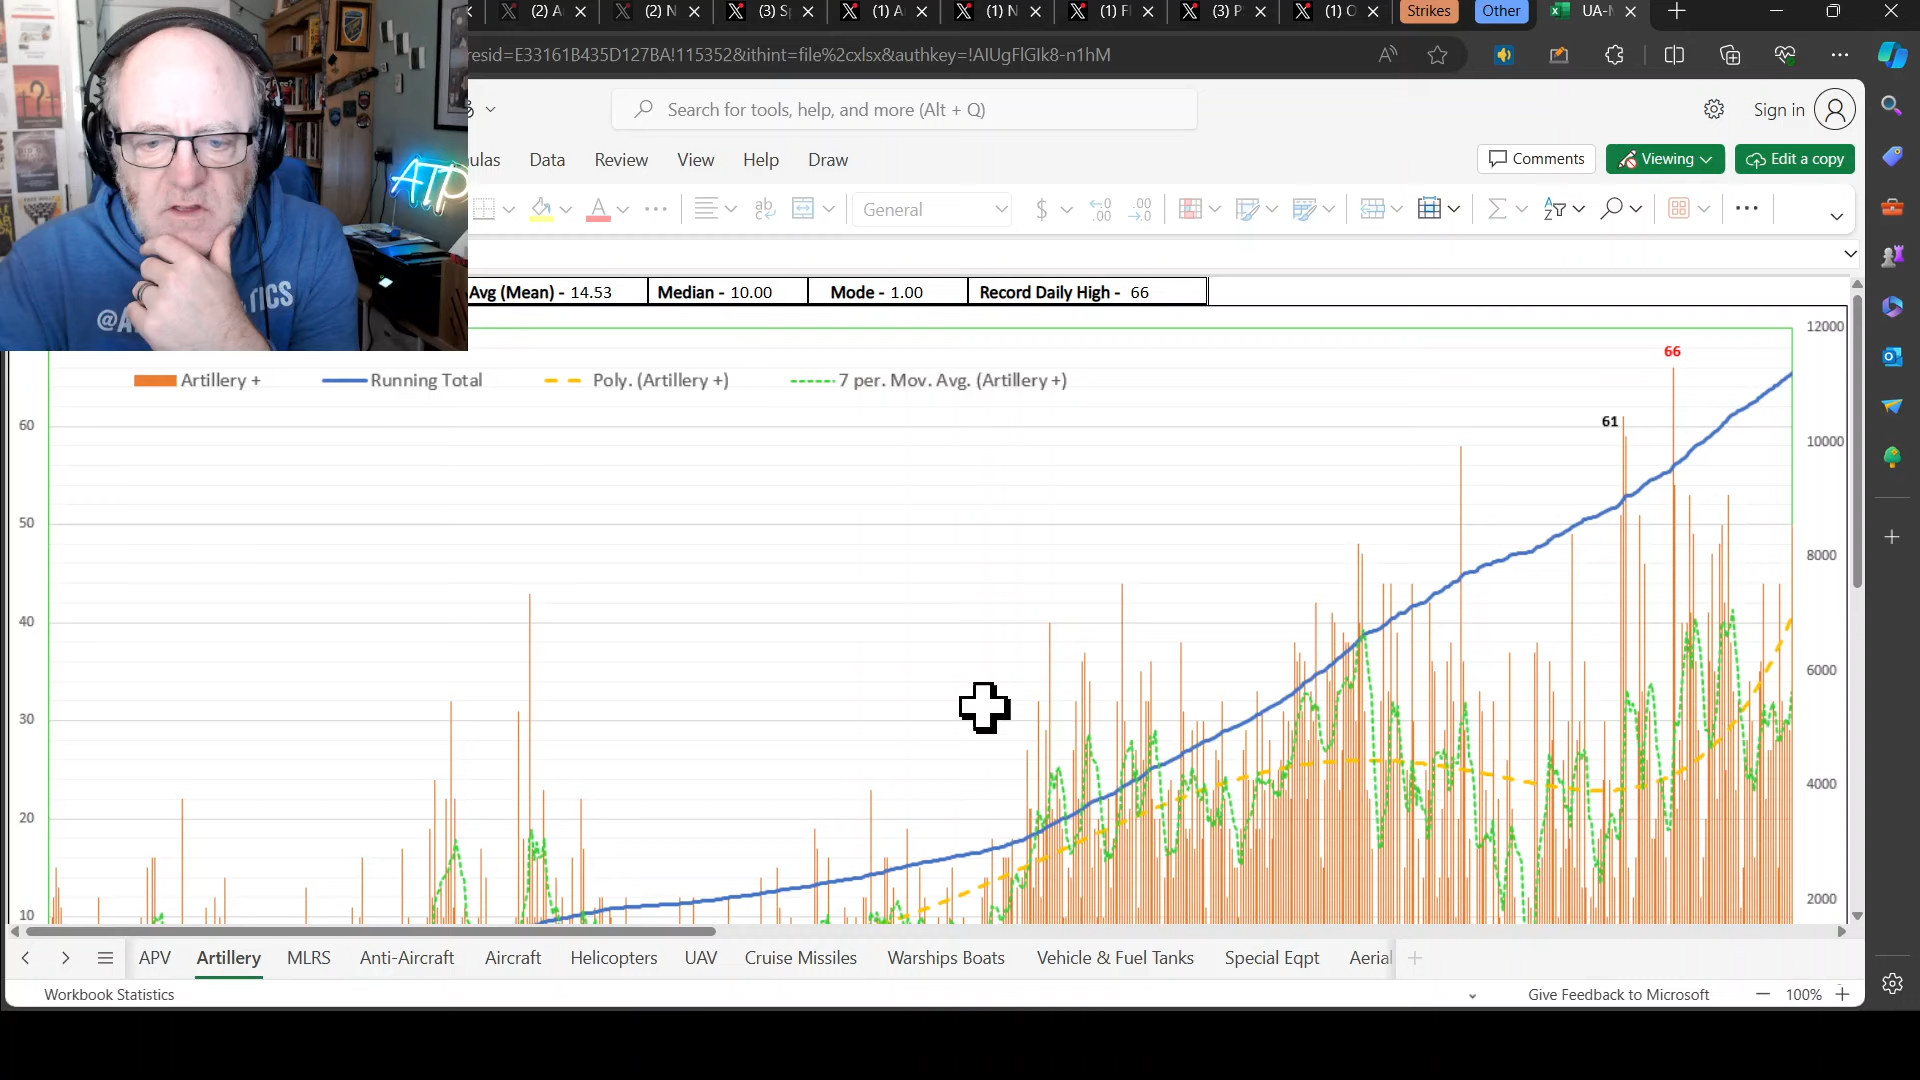 (2) A
(2) N
(3) S
(1) A
(1) N
(1) F
(3) P
(1) O
Strikes
Other
UA-
resid=E33161B435D127BA!115352&ithint=file%2cxlsx&authkey=!AIUgFlGIk8-n1hM
Search for tools, help, and more (Alt + Q)
Sign in
ulas Data Review View Help Draw
Comments
Viewing
Edit a copy
General
Avg (Mean) - 14.53
Median - 10.00
Mode - 1.00
Record Daily High - 66
Artillery +
Running Total
Poly. (Artillery +)
7 per. Mov. Avg. (Artillery +)
66
61
60
50
40
30
20
10
12000
10000
8000
6000
4000
2000
ATP
APV Artillery MLRS Anti-Aircraft Aircraft Helicopters UAV Cruise Missiles Warships Boats Vehicle & Fuel Tanks Special Eqpt Aerial
Workbook Statistics
Give Feedback to Microsoft
100%